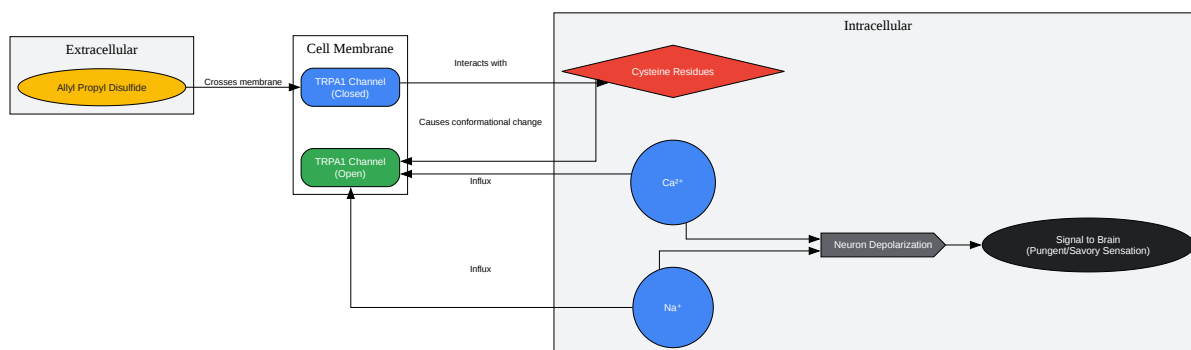 Intracellular
Extracellular
Cell Membrane
Allyl Propyl Disulfide
Crosses membrane
TRPA1 Channel
(Closed)
Interacts with
Cysteine Residues
Causes conformational change
TRPA1 Channel
(Open)
Influx
Ca²⁺
Neuron Depolarization
Signal to Brain
(Pungent/Savory Sensation)
Influx
Na⁺